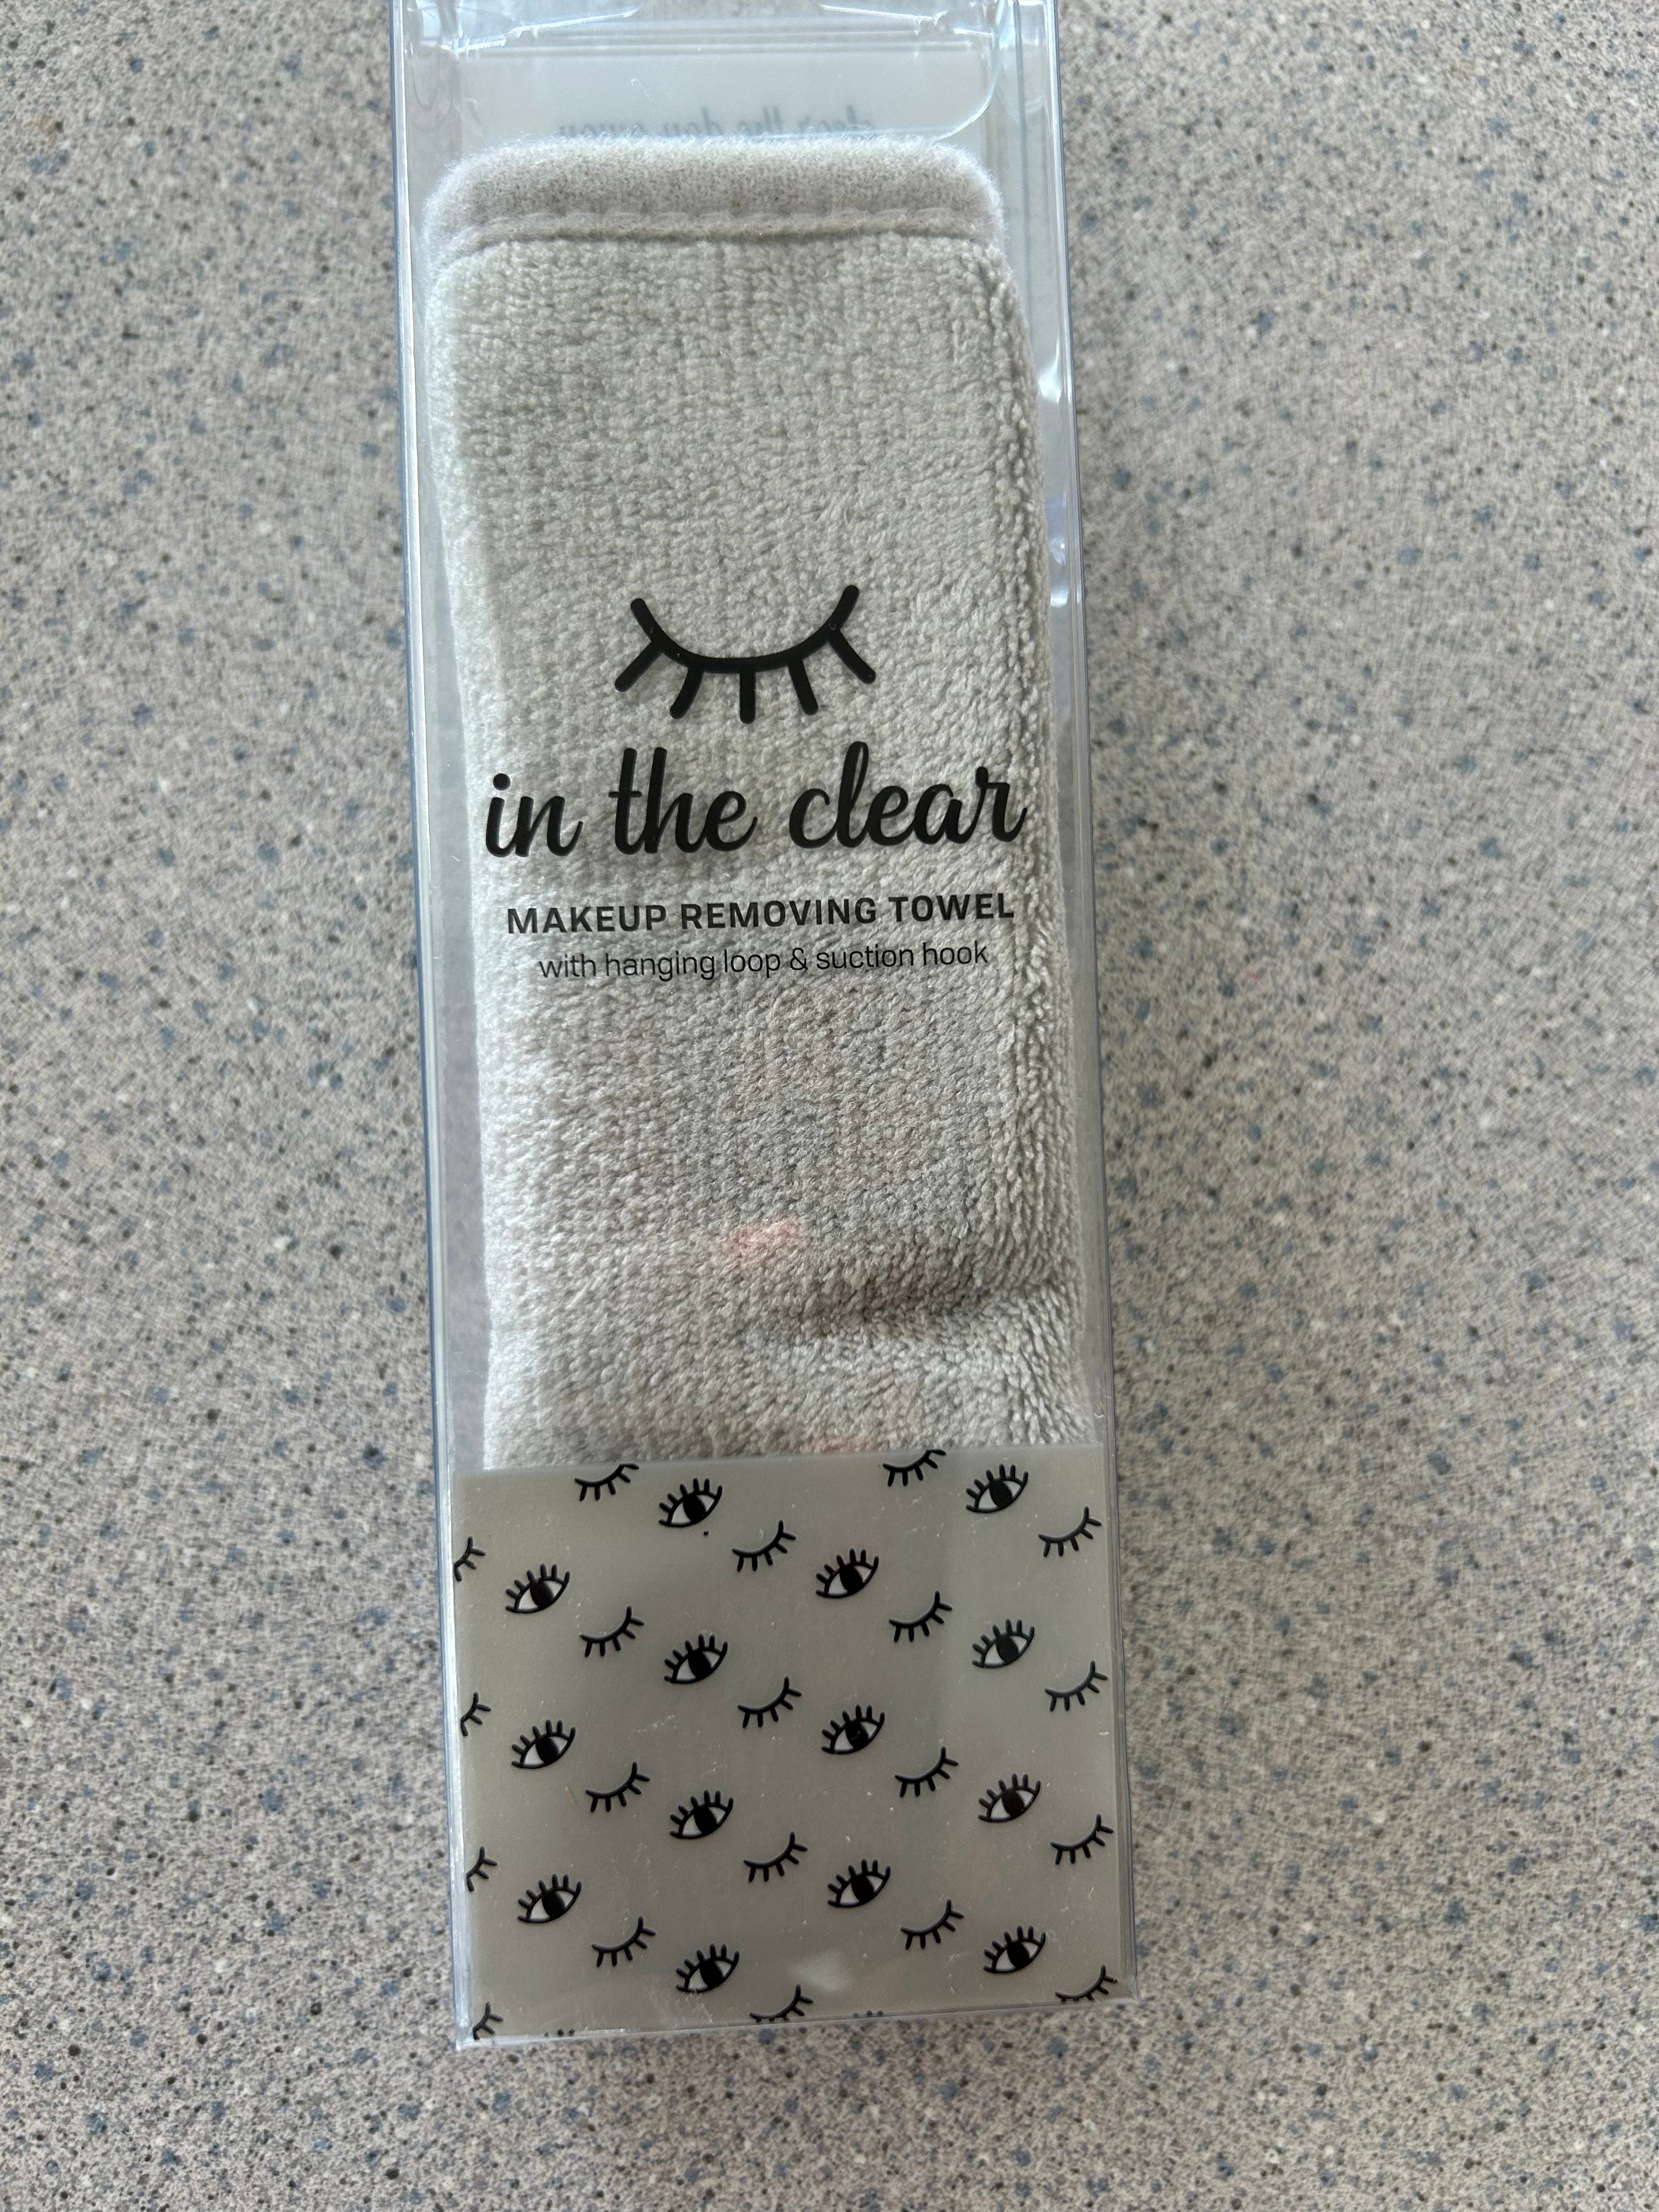 in the clear
MAKEUP REMOVING TOWEL
with hanging loop & suction hook